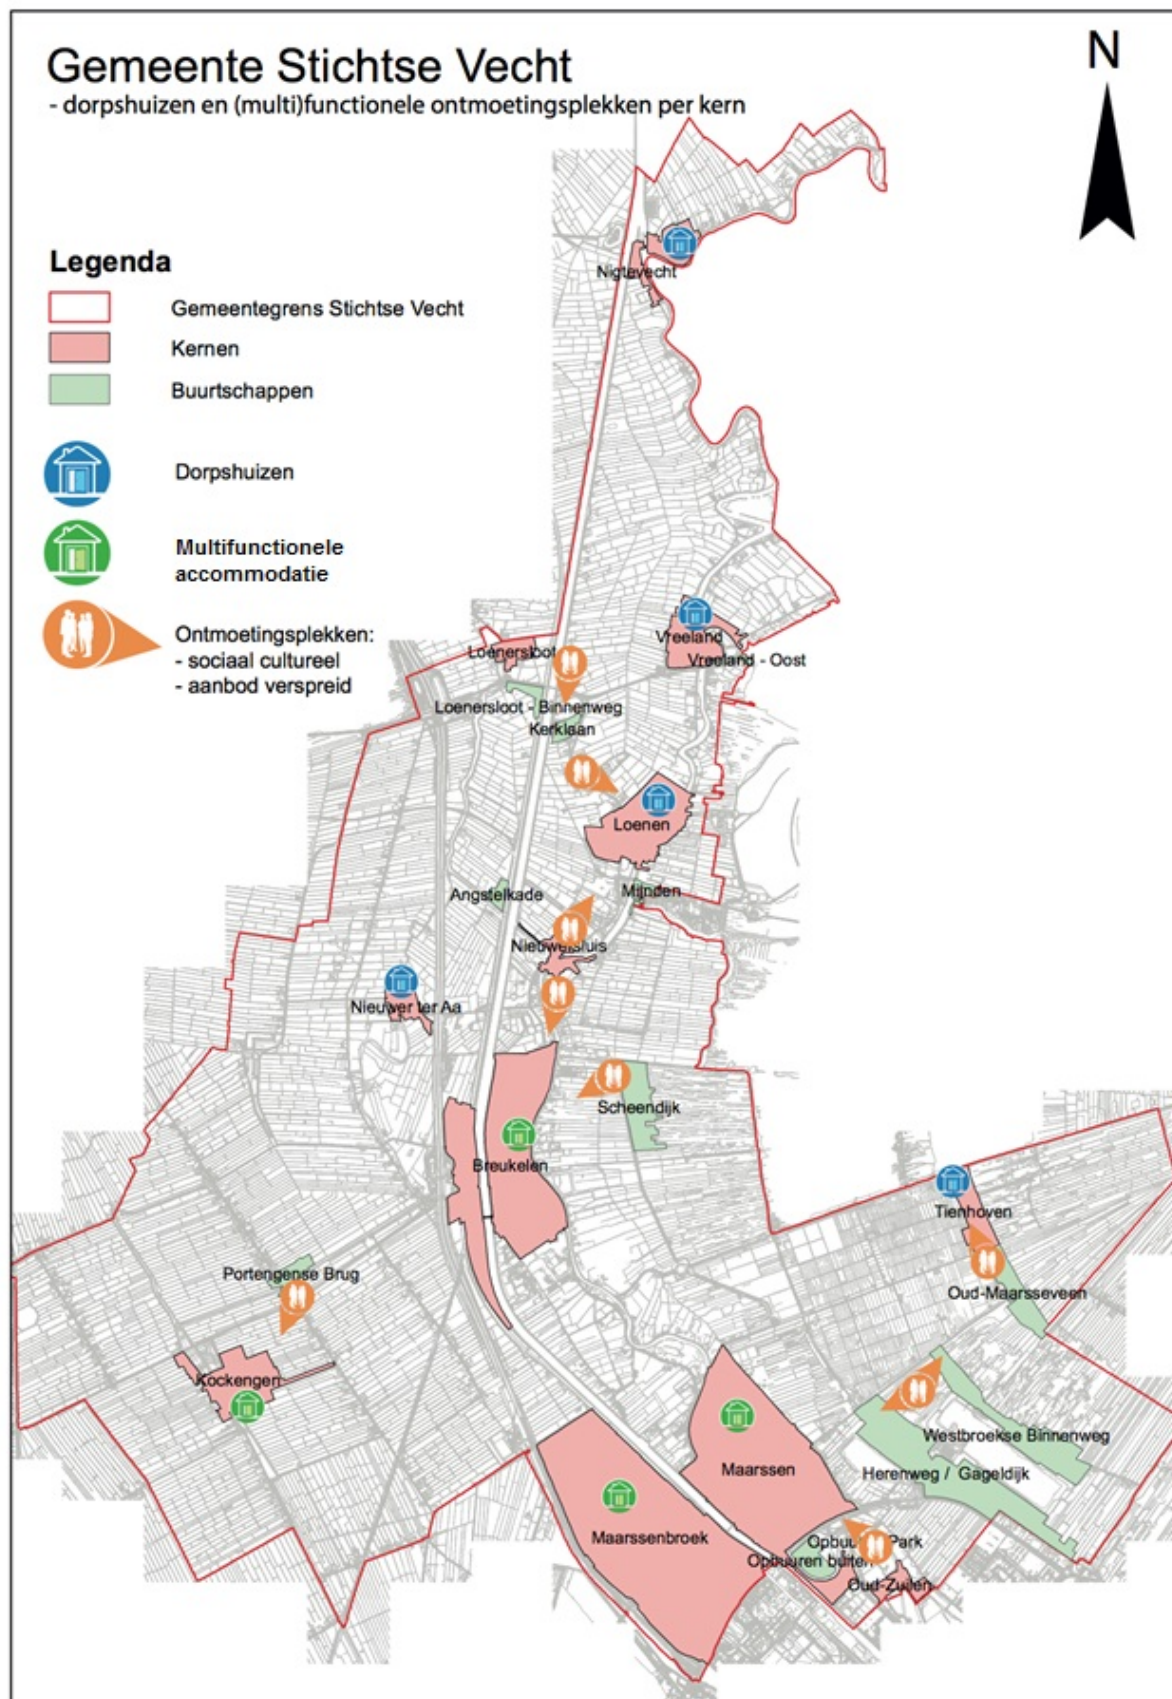 Gemeente Stichtse Vecht
- dorpshuizen en (multi)functionele ontmoetingsplekken per kern
N
Legenda
Gemeentegrens Stichtse Vecht
Kernen
Buurtschappen
Dorpshuizen
Multifunctionele
accommodatie
Ontmoetingsplekken:
- sociaal cultureel
- aanbod verspreid
Nigtevecht
Vreeland
Loenersloot
Vreeland - Oost
Loenersloot - Binnenweg
Kerklaan
Loenen
Angstelkade
Mijnden
Nieuwersluis
Nieuwer ter Aa
Scheendijk
Breukelen
Tienhoven
Portengense Brug
Oud-Maarsseveen
Kockengen
Westbroekse Binnenweg
Maarssen
Herenweg / Gageldijk
Maarssenbroek
Park
Opbuuren buiten
Oud-Zuilen